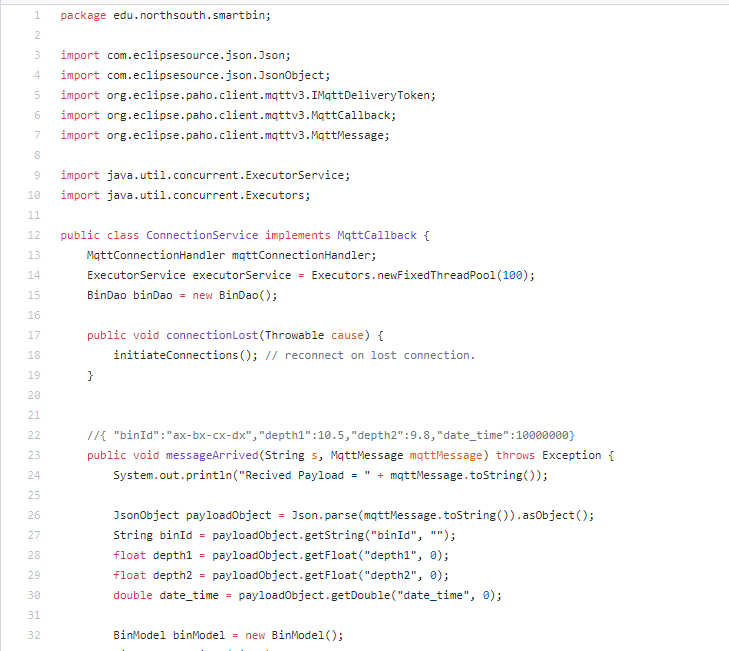 1 package edu.northsouth.smartbin;
2
3 import com.eclipsesource.json.Json;
4 import com.eclipsesource.json.JsonObject;
5 import org.eclipse.paho.client.mqttv3.IMqttDeliveryToken;
6 import org.eclipse.paho.client.mqttv3.MqttCallback;
7 import org.eclipse.paho.client.mqttv3.MqttMessage;
8
9 import java.util.concurrent.ExecutorService;
10 import java.util.concurrent.Executors;
11
12 public class ConnectionService implements MqttCallback {
13     MqttConnectionHandler mqttConnectionHandler;
14     ExecutorService executorService = Executors.newFixedThreadPool(100);
15     BinDao binDao = new BinDao();
16
17     public void connectionLost(Throwable cause) {
18         initiateConnections(); // reconnect on lost connection.
19     }
20
21
22     //{ "binId":"ax-bx-cx-dx","depth1":10.5,"depth2":9.8,"date_time":10000000}
23     public void messageArrived(String s, MqttMessage mqttMessage) throws Exception {
24         System.out.println("Recived Payload = " + mqttMessage.toString());
25
26         JsonObject payloadObject = Json.parse(mqttMessage.toString()).asObject();
27         String binId = payloadObject.getString("binId", "");
28         float depth1 = payloadObject.getFloat("depth1", 0);
29         float depth2 = payloadObject.getFloat("depth2", 0);
30         double date_time = payloadObject.getDouble("date_time", 0);
31
32         BinModel binModel = new BinModel();